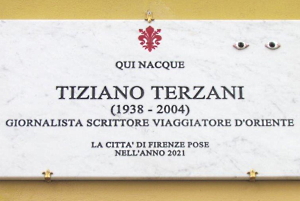 QUI NACQUE
TIZIANO TERZANI
(1938 - 2004)
GIORNALISTA SCRITTORE VIAGGIATORE D'ORIENTE
LA CITTA' DI FIRENZE POSE
NELL'ANNO 2021